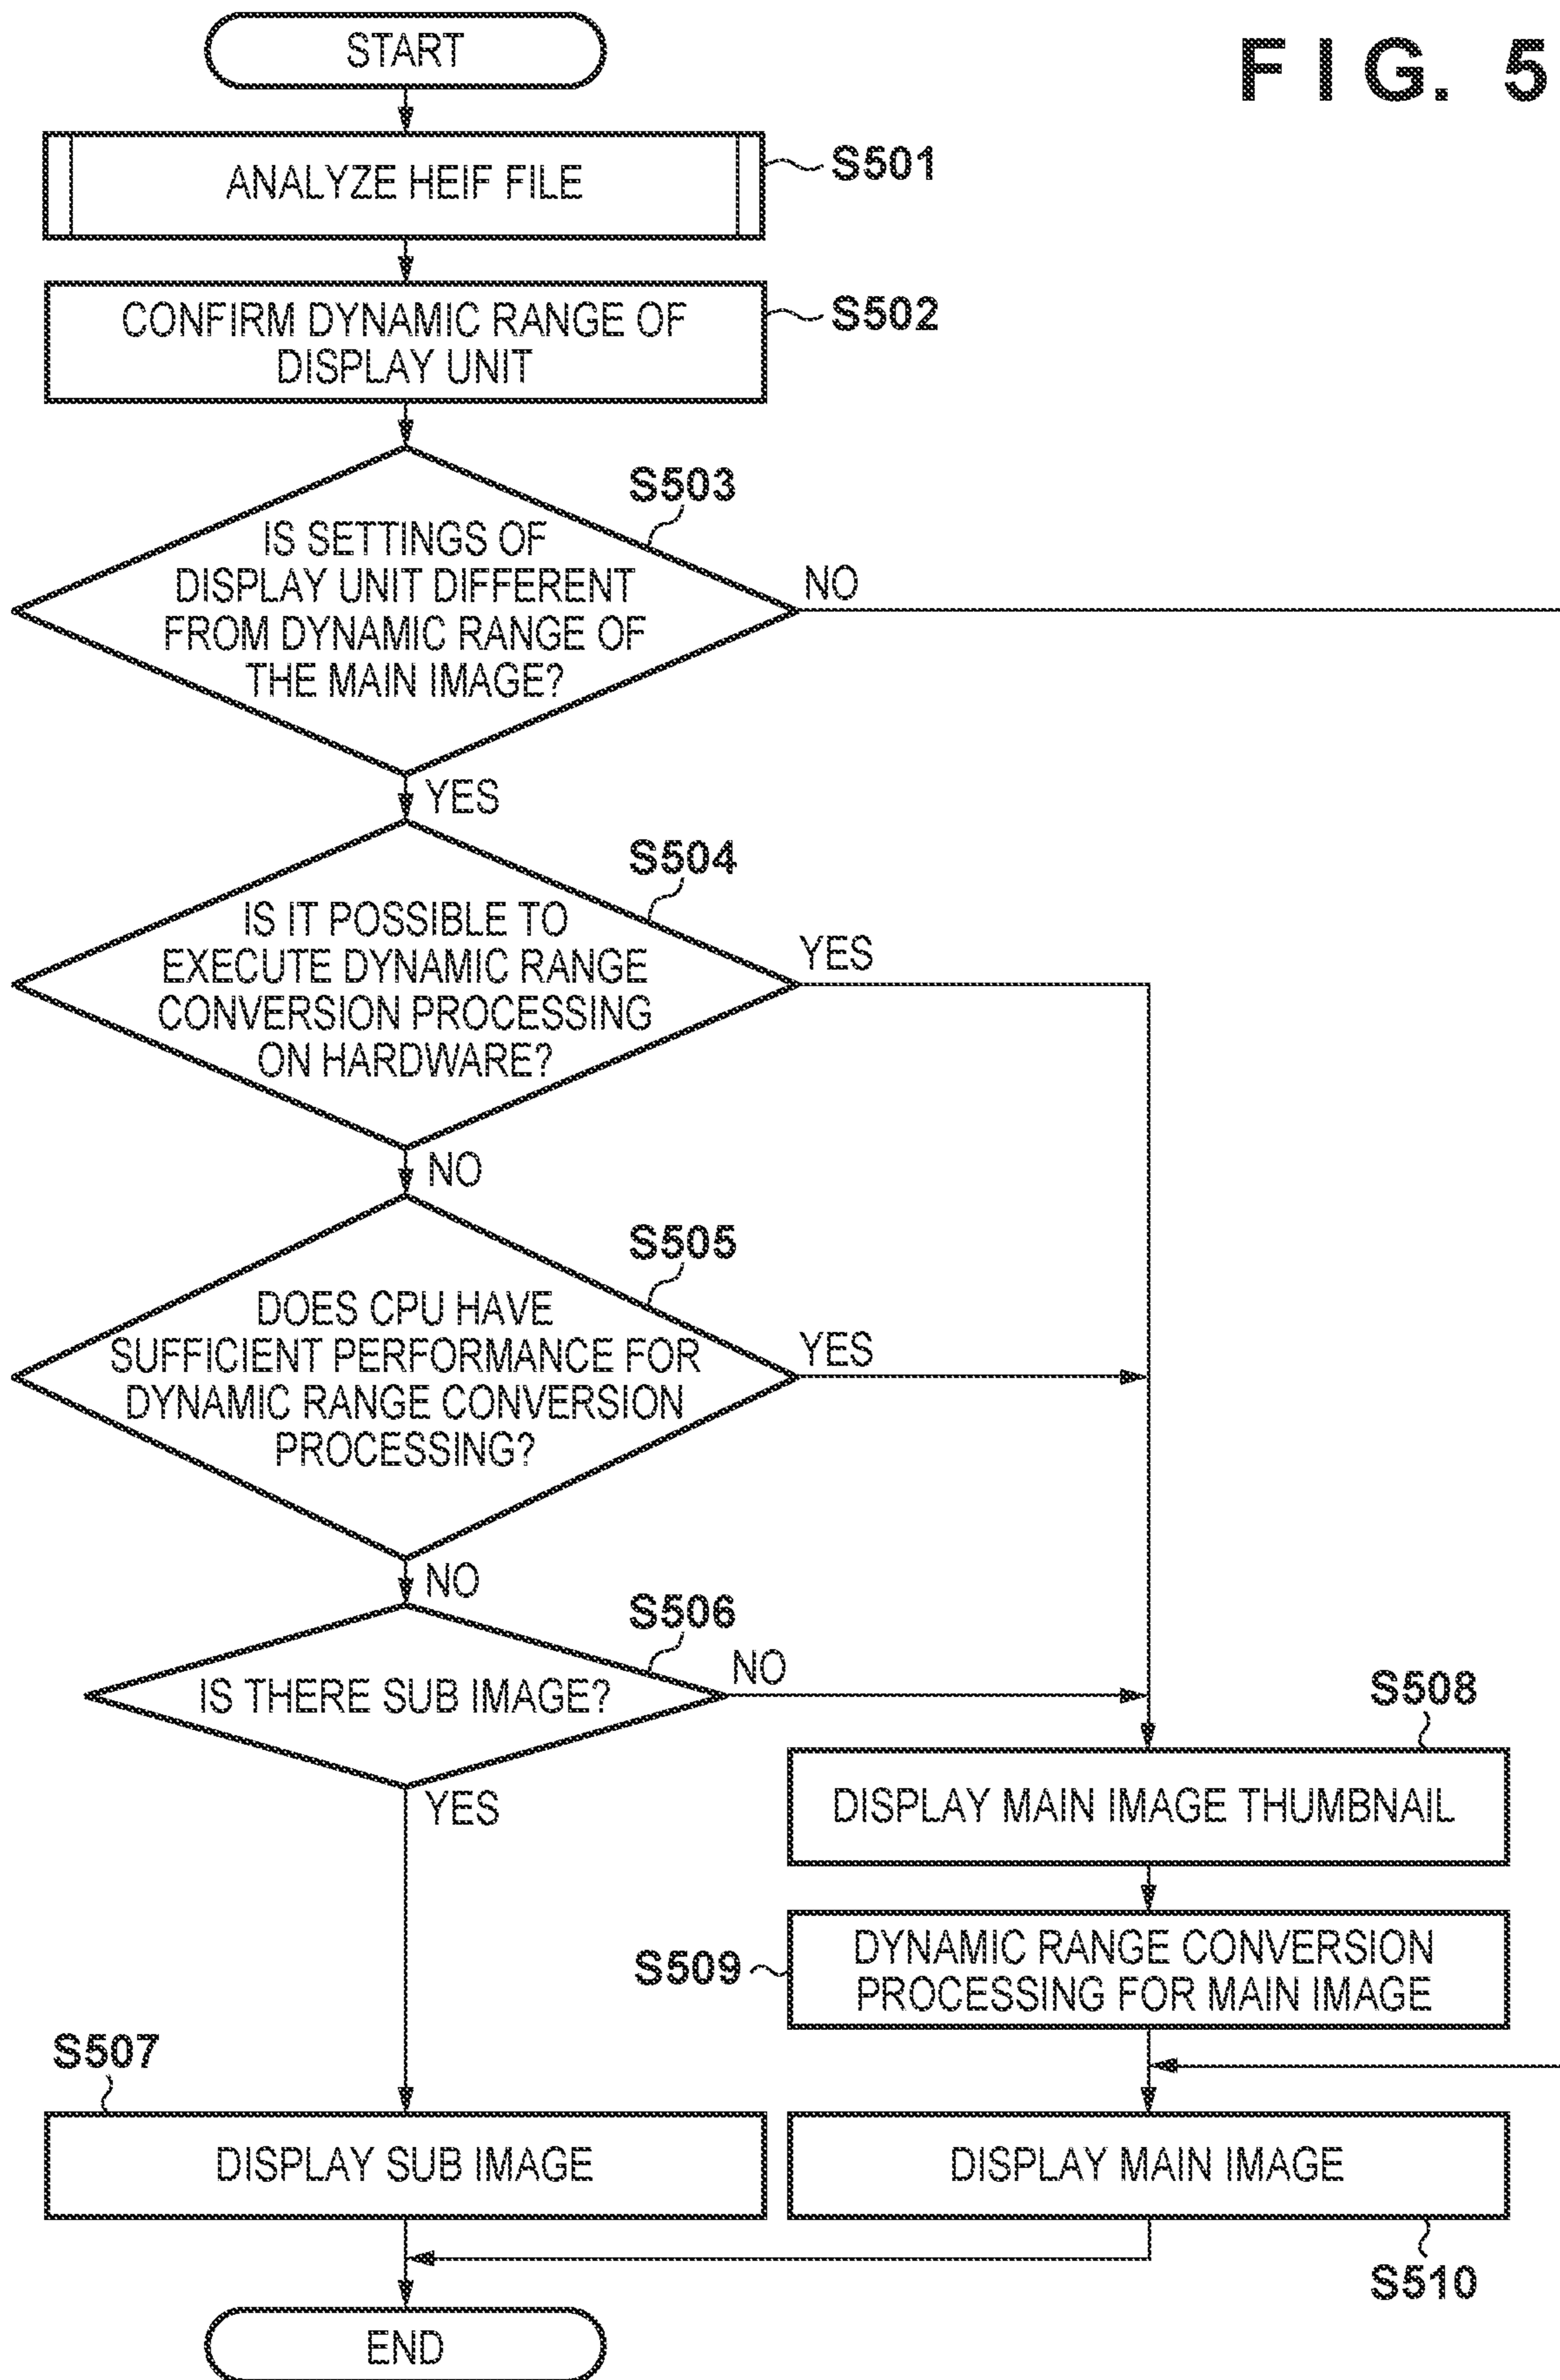 FIG. 5
START
ANALYZE HEIF FILE
S501
CONFIRM DYNAMIC RANGE OF
DISPLAY UNIT
S502
S503
IS SETTINGS OF
DISPLAY UNIT DIFFERENT
FROM DYNAMIC RANGE OF
THE MAIN IMAGE?
NO
YES
S504
IS IT POSSIBLE TO
EXECUTE DYNAMIC RANGE
CONVERSION PROCESSING
ON HARDWARE?
YES
NO
S505
DOES CPU HAVE
SUFFICIENT PERFORMANCE FOR
DYNAMIC RANGE CONVERSION
PROCESSING?
YES
NO
S506
IS THERE SUB IMAGE?
NO
YES
S508
DISPLAY MAIN IMAGE THUMBNAIL
S509
DYNAMIC RANGE CONVERSION
PROCESSING FOR MAIN IMAGE
S507
DISPLAY SUB IMAGE
DISPLAY MAIN IMAGE
S510
END